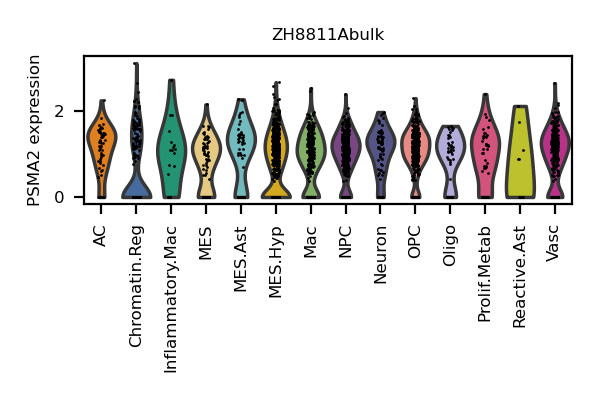 ZH8811Abulk
PSMA2 expression
2
0
AC
Chromatin.Reg
Inflammatory.Mac
MES
MES.Ast
MES.Hyp
Mac
NPC
Neuron
OPC
Oligo
Prolif.Metab
Reactive.Ast
Vasc